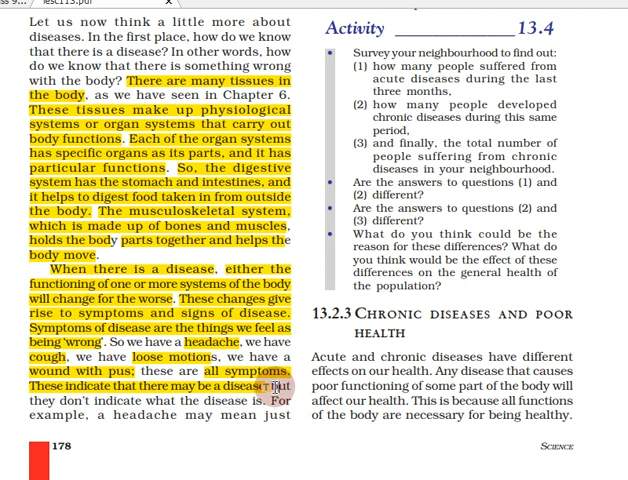 iesc113.pdf
Let us now think a little more about
diseases. In the first place, how do we know
that there is a disease? In other words, how
do we know that there is something wrong
with the body? There are many tissues in
the body, as we have seen in Chapter 6.
These tissues make up physiological
systems or organ systems that carry out
body functions. Each of the organ systems
has specific organs as its parts, and it has
particular functions. So, the digestive
system has the stomach and intestines, and
it helps to digest food taken in from outside
the body. The musculoskeletal system,
which is made up of bones and muscles,
holds the body parts together and helps the
body move.
When there is a disease, either the
functioning of one or more systems of the body
will change for the worse. These changes give
rise to symptoms and signs of disease.
Symptoms of disease are the things we feel as
being ‘wrong’. So we have a headache, we have
cough, we have loose motions, we have a
wound with pus; these are all symptoms.
These indicate that there may be a disease, but
they don't indicate what the disease is. For
example, a headache may mean just
178
Activity 13.4
• Survey your neighbourhood to find out:
(1) how many people suffered from
acute diseases during the last
three months,
(2) how many people developed
chronic diseases during this same
period,
(3) and finally, the total number of
people suffering from chronic
diseases in your neighbourhood.
• Are the answers to questions (1) and
(2) different?
• Are the answers to questions (2) and
(3) different?
• What do you think could be the
reason for these differences? What do
you think would be the effect of these
differences on the general health of
the population?
13.2.3 CHRONIC DISEASES AND POOR
HEALTH
Acute and chronic diseases have different
effects on our health. Any disease that causes
poor functioning of some part of the body will
affect our health. This is because all functions
of the body are necessary for being healthy.
SCIENCE